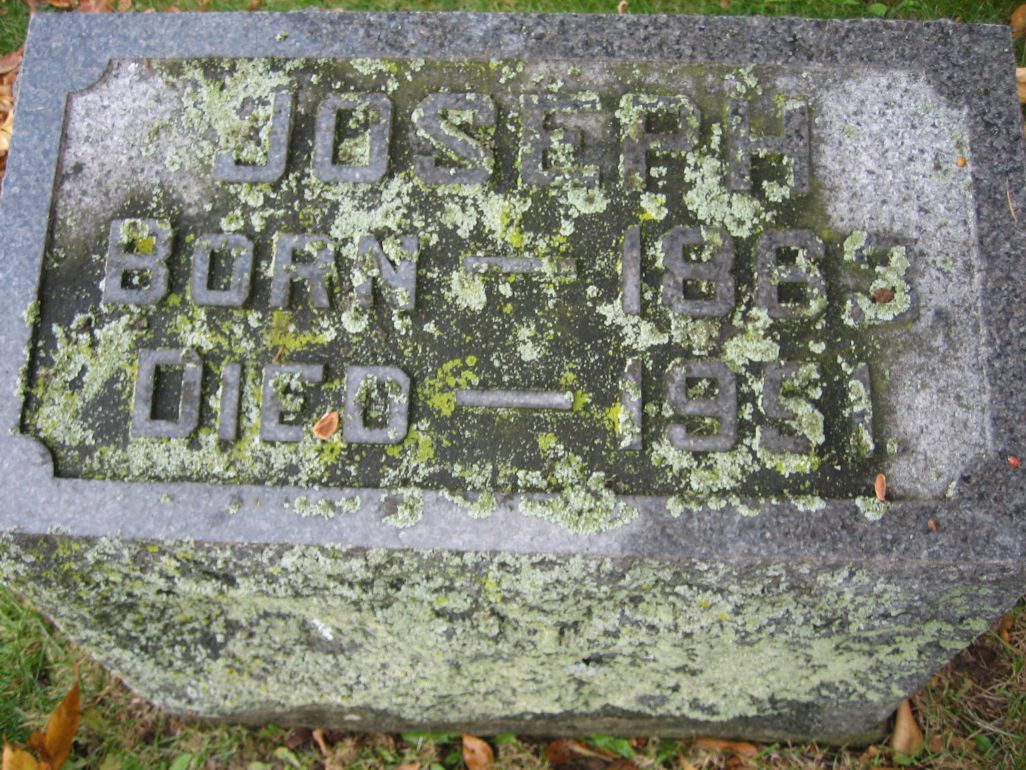 JOSEPH
BORN — 1863
DIED — 1951